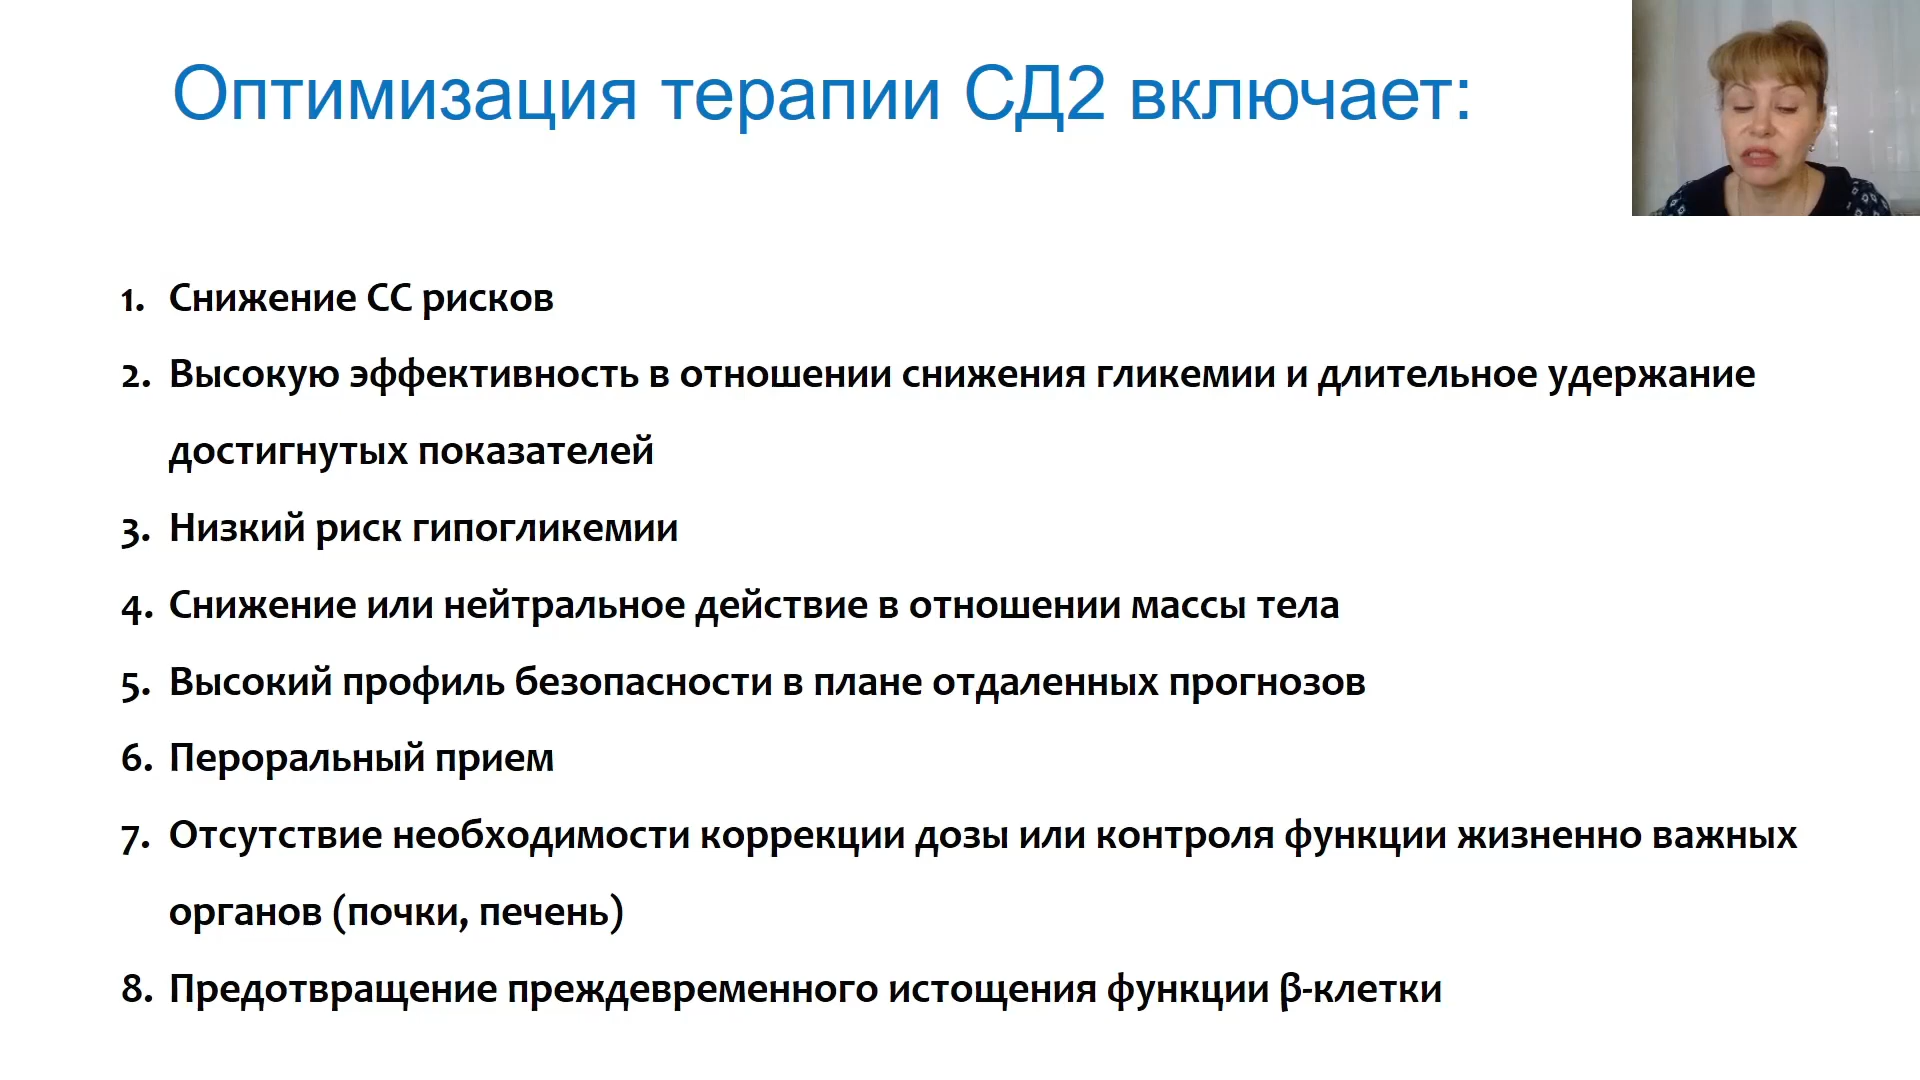 Оптимизация терапии СД2 включает:
1. Снижение СС рисков
2. Высокую эффективность в отношении снижения гликемии и длительное удержание
достигнутых показателей
3. Низкий риск гипогликемии
4. Снижение или нейтральное действие в отношении массы тела
5. Высокий профиль безопасности в плане отдаленных прогнозов
6. Пероральный прием
7. Отсутствие необходимости коррекции дозы или контроля функции жизненно важных
органов (почки, печень)
8. Предотвращение преждевременного истощения функции β-клетки